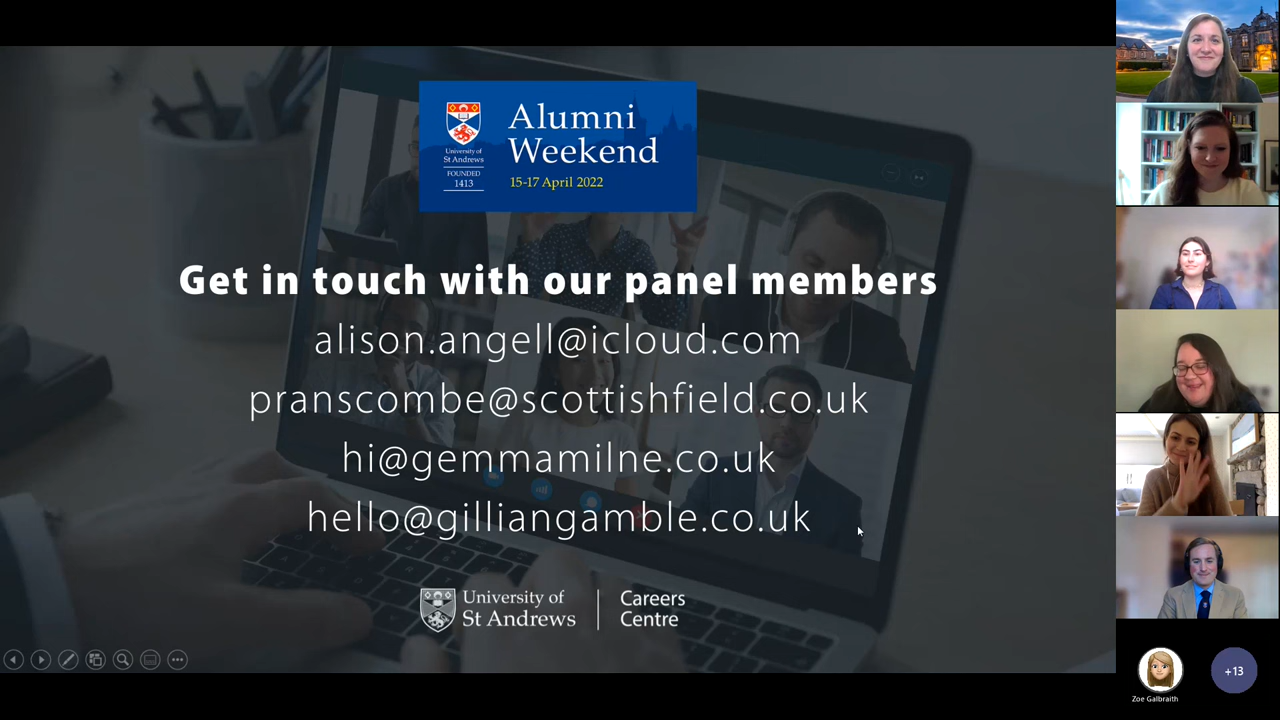 Alumni
Weekend
15-17 April 2022
University of
St Andrews
FOUNDED
1413
Get in touch with our panel members
alison.angell@icloud.com
pranscombe@scottishfield.co.uk
hi@gemmamilne.co.uk
hello@gilliangamble.co.uk
University of
St Andrews
Careers
Centre
Zoe Galbraith
+13